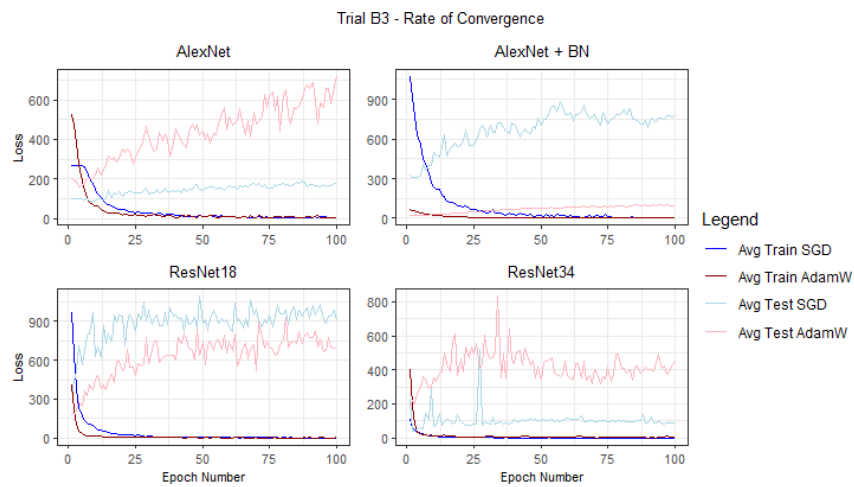 Trial B3 - Rate of Convergence
AlexNet
AlexNet + BN
Loss
600
400
200
0
0 25 50 75 100
900
600
300
0
0 25 50 75 100
Legend
Avg Train SGD
Avg Train AdamW
Avg Test SGD
Avg Test AdamW
ResNet18
ResNet34
Loss
900
600
300
0
0 25 50 75 100
Epoch Number
800
600
400
200
0
0 25 50 75 100
Epoch Number